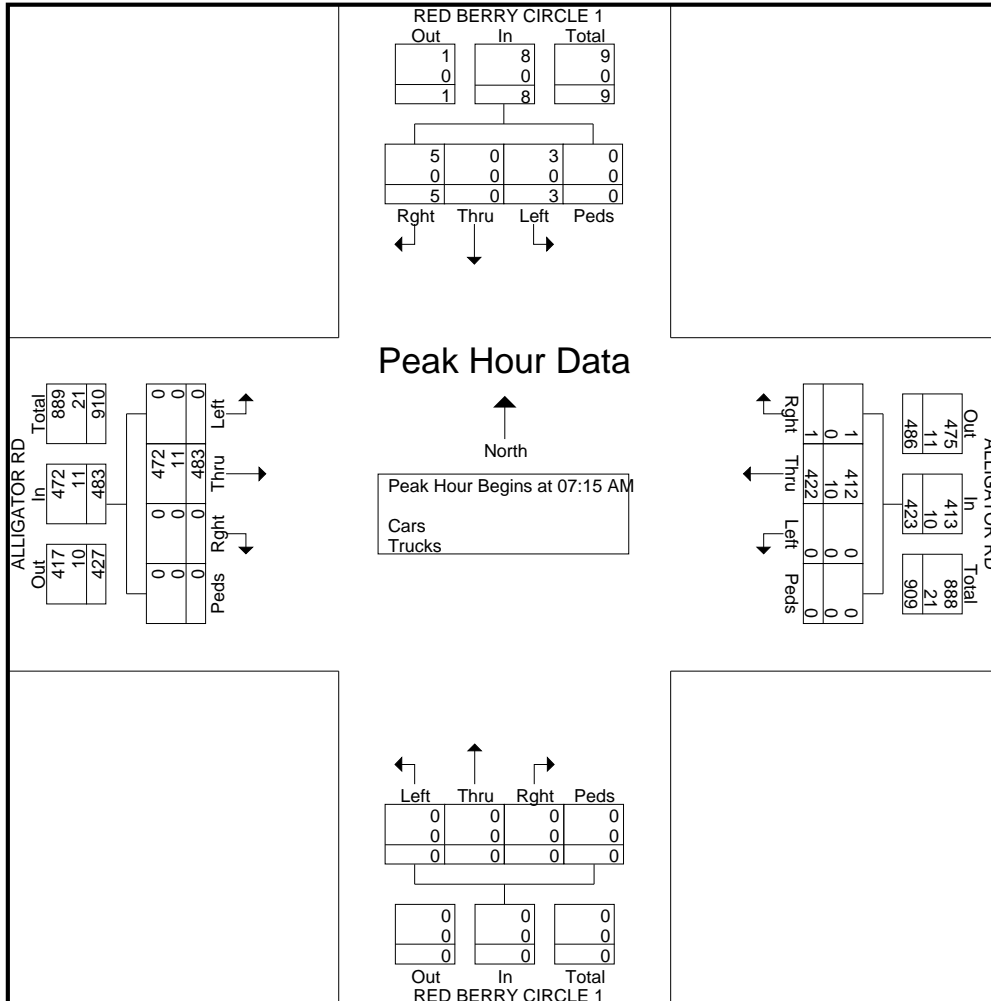 RED BERRY CIRCLE 1
Out In Total
1 8 9
0 0 0
1 8 9
5 0 3 0
0 0 0 0
5 0 3 0
Rght Thru Left Peds
Peak Hour Data
North
Peak Hour Begins at 07:15 AM
Cars
Trucks
ALLIGATOR RD
Out In Total
417 472 889
10 11 21
427 483 910
Peds Rght Thru Left
0 0 472 0
0 0 11 0
0 0 483 0
Rght Thru Left Peds
1 412 0 0
0 10 0 0
1 422 0 0
ALLIGATOR RD
Out In Total
475 413 888
11 10 21
486 423 909
Left Thru Rght Peds
0 0 0 0
0 0 0 0
0 0 0 0
0 0 0
0 0 0
0 0 0
Out In Total
RED BERRY CIRCLE 1